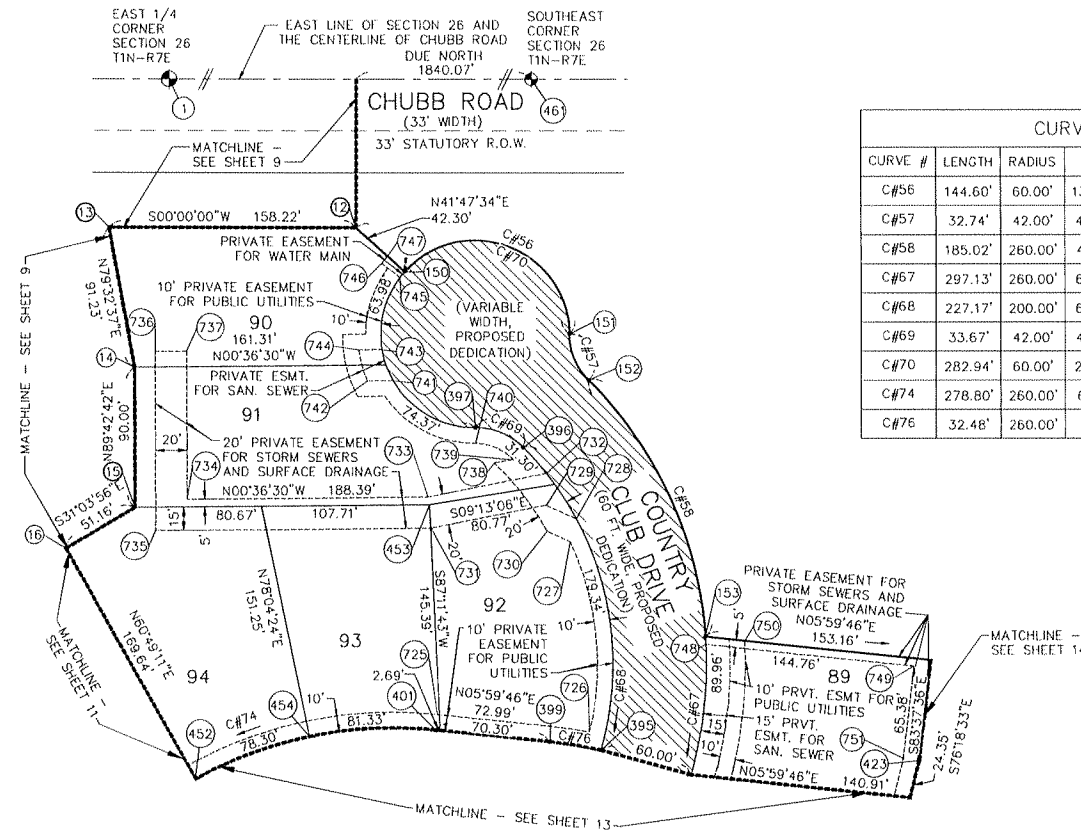 EAST 1/4
CORNER
SECTION 26
T1N-R7E
1
EAST LINE OF SECTION 26 AND
THE CENTERLINE OF CHUBB ROAD
DUE NORTH
1840.07'
SOUTHEAST
CORNER
SECTION 26
T1N-R7E
461
CHUBB ROAD
(33' WIDTH)
33' STATUTORY R.O.W.
MATCHLINE -
SEE SHEET 9
13
S00°00'00"W 158.22'
12
N41°47'34"E
42.30'
PRIVATE EASEMENT
FOR WATER MAIN
747
746
150
745
C#56
C#70
MATCHLINE - SEE SHEET 9
N79°32'37"E
91.23'
10' PRIVATE EASEMENT
FOR PUBLIC UTILITIES
63.98'
10'
(VARIABLE
WIDTH,
PROPOSED
DEDICATION)
151
C#57
152
736
737
90
161.31'
N00°36'30"W
744
743
14
PRIVATE ESMT.
FOR SAN. SEWER
741
742
397
740
N89°42'42"E
90.00'
91
74.37'
C#69
396
20'
20' PRIVATE EASEMENT
FOR STORM SEWERS
AND SURFACE DRAINAGE
733
739
738
31.30'
732
729
728
15
734
N00°36'30"W 188.39'
S31°03'56"E
51.16'
80.67'
107.71'
S09°13'06"E
80.77'
20'
15'
5'
16
735
453
20'
731
730
727
COUNTRY
CLUB DRIVE
(60 FT. WIDE, PROPOSED
DEDICATION)
C#58
N78°04'24"E
151.25'
S87°11'43"W
145.39'
92
179.34'
10'
153
PRIVATE EASEMENT FOR
STORM SEWERS AND
SURFACE DRAINAGE
N05°59'46"E
153.16'
5'
750
748
144.76'
89
749
MATCHLINE -
SEE SHEET 14
N60°49'11"E
169.64'
MATCHLINE -
SEE SHEET 11
94
93
725
2.69'
401
10' PRIVATE
EASEMENT
FOR PUBLIC
UTILITIES
726
C#68
C#67
89.96'
10' PRVT. ESMT FOR
PUBLIC UTILITIES
15' PRVT.
ESMT. FOR
SAN. SEWER
15'
10'
65.38'
S83°37'36"E
24.35'
S76°18'33"E
751
423
N05°59'46"E
72.99'
70.30'
399
C#76
395
60.00'
N05°59'46"E
140.91'
452
C#74
78.30'
454
10'
81.33'
MATCHLINE - SEE SHEET 13
CURV
CURVE # LENGTH RADIUS
C#56 144.60' 60.00' 13
C#57 32.74' 42.00' 4
C#58 185.02' 260.00' 4
C#67 297.13' 260.00' 6
C#68 227.17' 200.00' 6
C#69 33.67' 42.00' 4
C#70 282.94' 60.00' 2
C#74 278.80' 260.00' 6
C#76 32.48' 260.00'